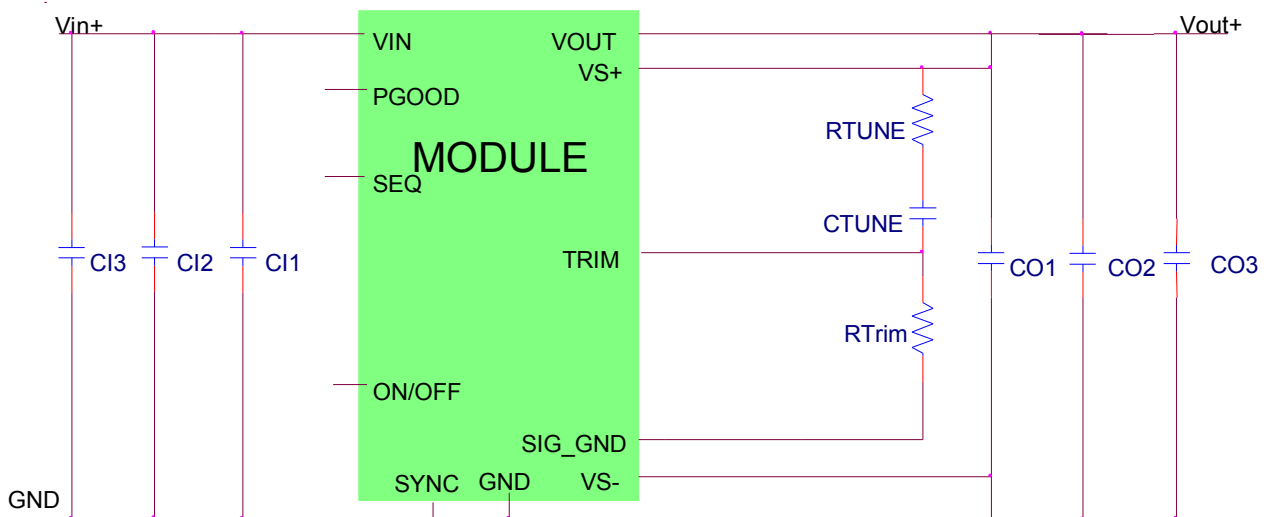 Vin+
Vout+
VIN
VOUT
VS+
PGOOD
RTUNE
MODULE
SEQ
CTUNE
CI3
CI2
CI1
TRIM
CO1
CO2
CO3
RTrim
ON/OFF
SIG_GND
SYNC
GND
VS-
GND